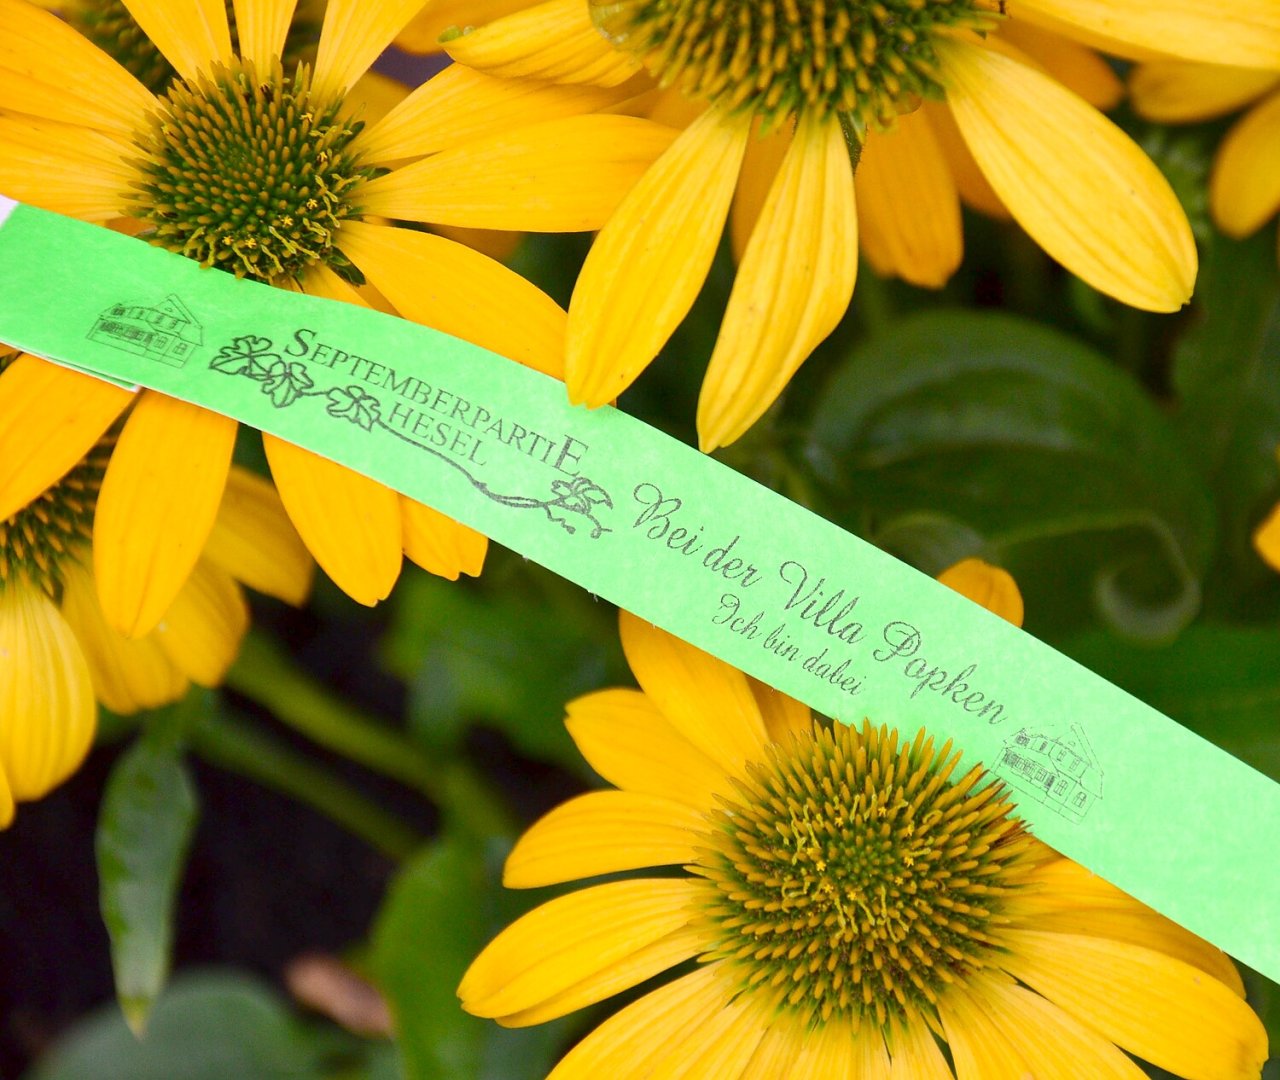 SEPTEMBERPARTIE
HESEL
Bei der Villa Popken
Ich bin dabei